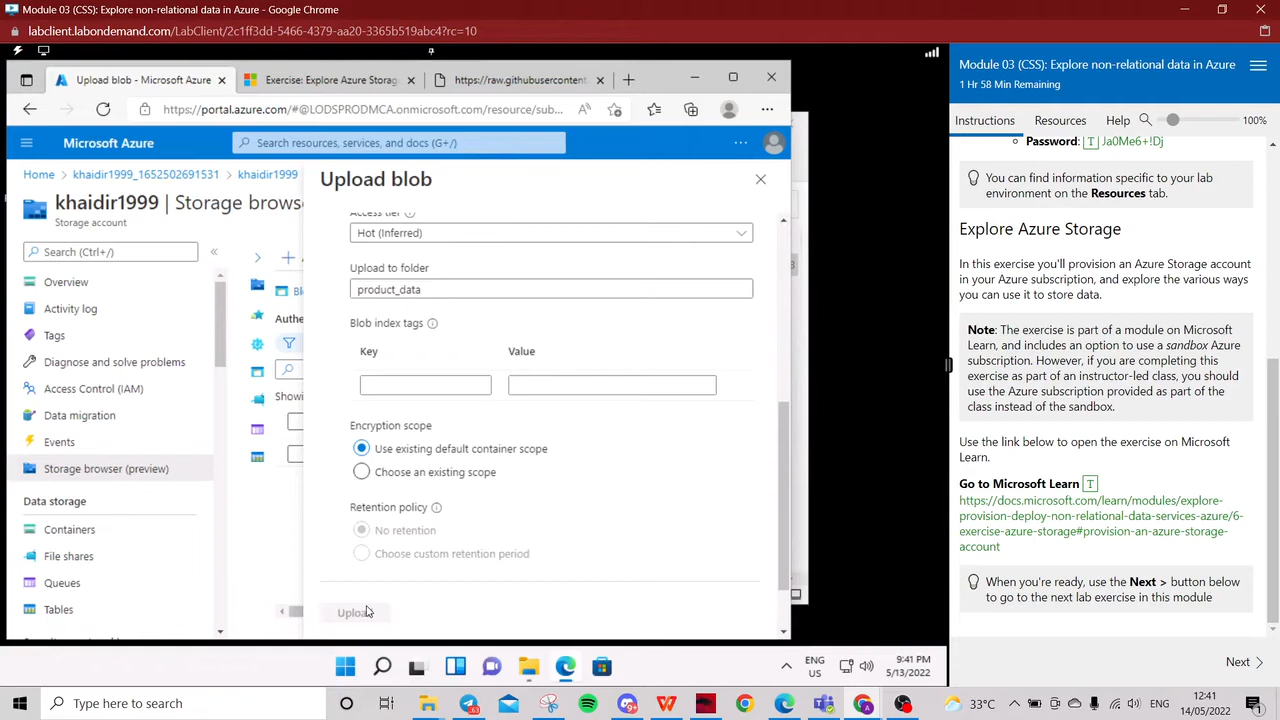 Module 03 (CSS): Explore non-relational data in Azure - Google Chrome
labclient.labondemand.com/LabClient/2c1ff3dd-5466-4379-aa20-3365b519abc4?rc=10
Upload blob - Microsoft Azure
Exercise: Explore Azure Storag
https://raw.githubusercontent
https://portal.azure.com/#@LODSPRODMCA.onmicrosoft.com/resource/sub...
Microsoft Azure
Search resources, services, and docs (G+/)
Home
khaidir1999_1652502691531
khaidir1999
khaidir1999 | Storage brows
Storage account
Search (Ctrl+/)
Overview
Activity log
Tags
Diagnose and solve problems
Access Control (IAM)
Data migration
Events
Storage browser (preview)
Data storage
Containers
File shares
Queues
Tables
Bl
Authe
Showi
Upload blob
Access tier
Hot (Inferred)
Upload to folder
product_data
Blob index tags
Key
Value
Encryption scope
Use existing default container scope
Choose an existing scope
Retention policy
No retention
Choose custom retention period
Upload
ENG
US
9:41 PM
5/13/2022
Module 03 (CSS): Explore non-relational data in Azure
1 Hr 58 Min Remaining
Instructions
Resources
Help
100%
Password: T Ja0Me6+!Dj
You can find information specific to your lab
environment on the Resources tab.
Explore Azure Storage
In this exercise you'll provision an Azure Storage account
in your Azure subscription, and explore the various ways
you can use it to store data.
Note: The exercise is part of a module on Microsoft
Learn, and includes an option to use a sandbox Azure
subscription. However, if you are completing this
exercise as part of an instructor-led class, you should
use the Azure subscription provided as part of the
class instead of the sandbox.
Use the link below to open the exercise on Microsoft
Learn.
Go to Microsoft Learn T
https://docs.microsoft.com/learn/modules/explore-
provision-deploy-non-relational-data-services-azure/6-
exercise-azure-storage#provision-an-azure-storage-
account
When you're ready, use the Next > button below
to go to the next lab exercise in this module
Next
Type here to search
33°C
12:41
14/05/2022